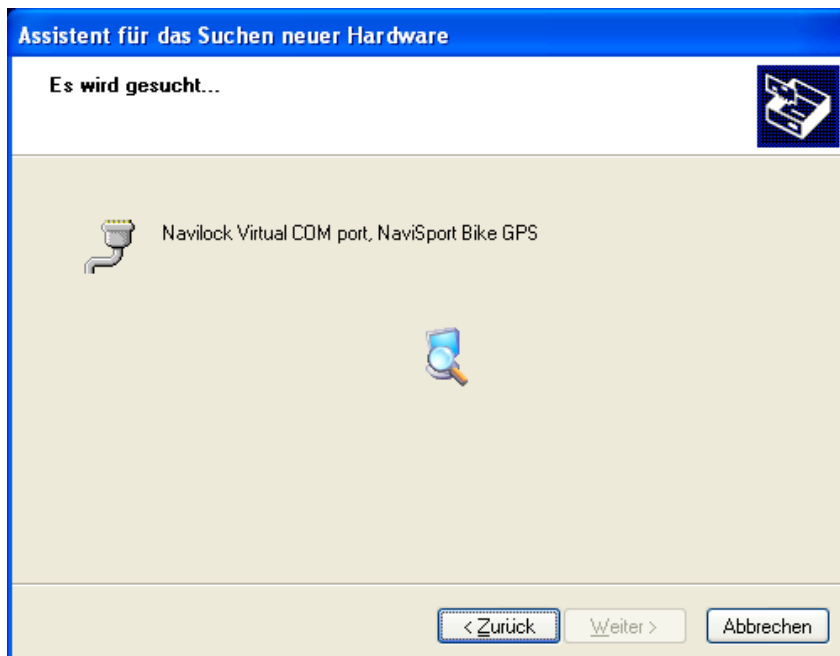 Assistent für das Suchen neuer Hardware
Es wird gesucht...
Navilock Virtual COM port, NaviSport Bike GPS
< Zurück
Weiter >
Abbrechen